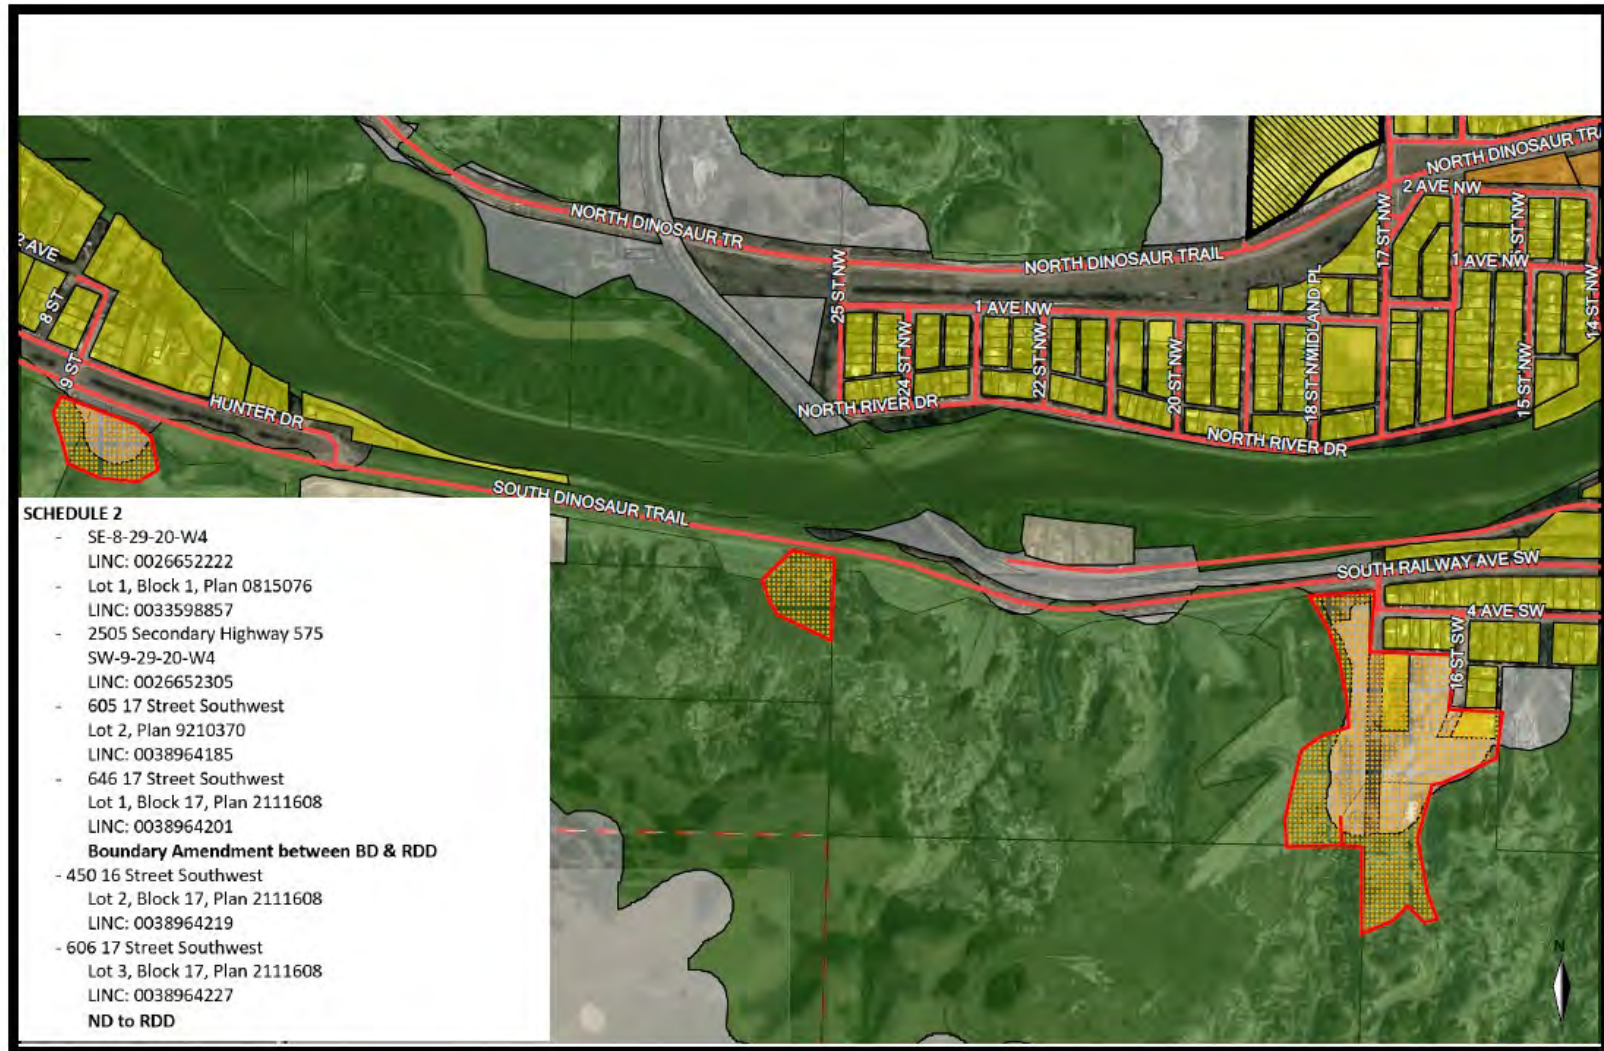 NORTH DINOSAUR TR
2 AVE NW
NORTH DINOSAUR TR
NORTH DINOSAUR TRAIL
17 ST NW
ST NW
1 AVE NW
2 AVE
8 ST
9 ST
HUNTER DR
25 ST NW
1 AVE NW
24 ST NW
22 ST NW
20 ST NW
18 ST N
MIDLAND PL
15 ST NW
14 ST NW
NORTH RIVER DR
NORTH RIVER DR
SOUTH DINOSAUR TRAIL
SOUTH RAILWAY AVE SW
4 AVE SW
16 ST SW
SCHEDULE 2
- SE-8-29-20-W4
LINC: 0026652222
- Lot 1, Block 1, Plan 0815076
LINC: 0033598857
- 2505 Secondary Highway 575
SW-9-29-20-W4
LINC: 0026652305
- 605 17 Street Southwest
Lot 2, Plan 9210370
LINC: 0038964185
- 646 17 Street Southwest
Lot 1, Block 17, Plan 2111608
LINC: 0038964201
Boundary Amendment between BD & RDD
- 450 16 Street Southwest
Lot 2, Block 17, Plan 2111608
LINC: 0038964219
- 606 17 Street Southwest
Lot 3, Block 17, Plan 2111608
LINC: 0038964227
ND to RDD
N